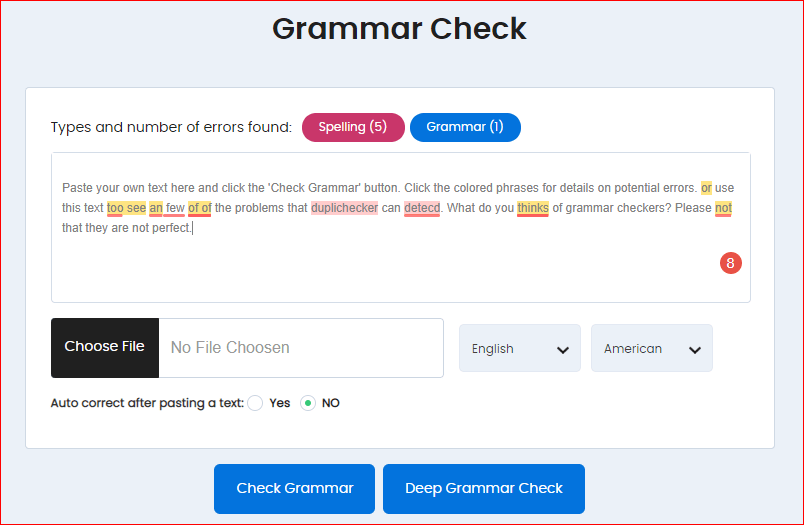 Grammar Check
Types and number of errors found: Spelling (5) Grammar (1)
Paste your own text here and click the 'Check Grammar' button. Click the colored phrases for details on potential errors. or use
this text too see an few of of the problems that duplichecker can detecd. What do you thinks of grammar checkers? Please not
that they are not perfect.
8
Choose File No File Choosen English American
Auto correct after pasting a text: Yes NO
Check Grammar Deep Grammar Check